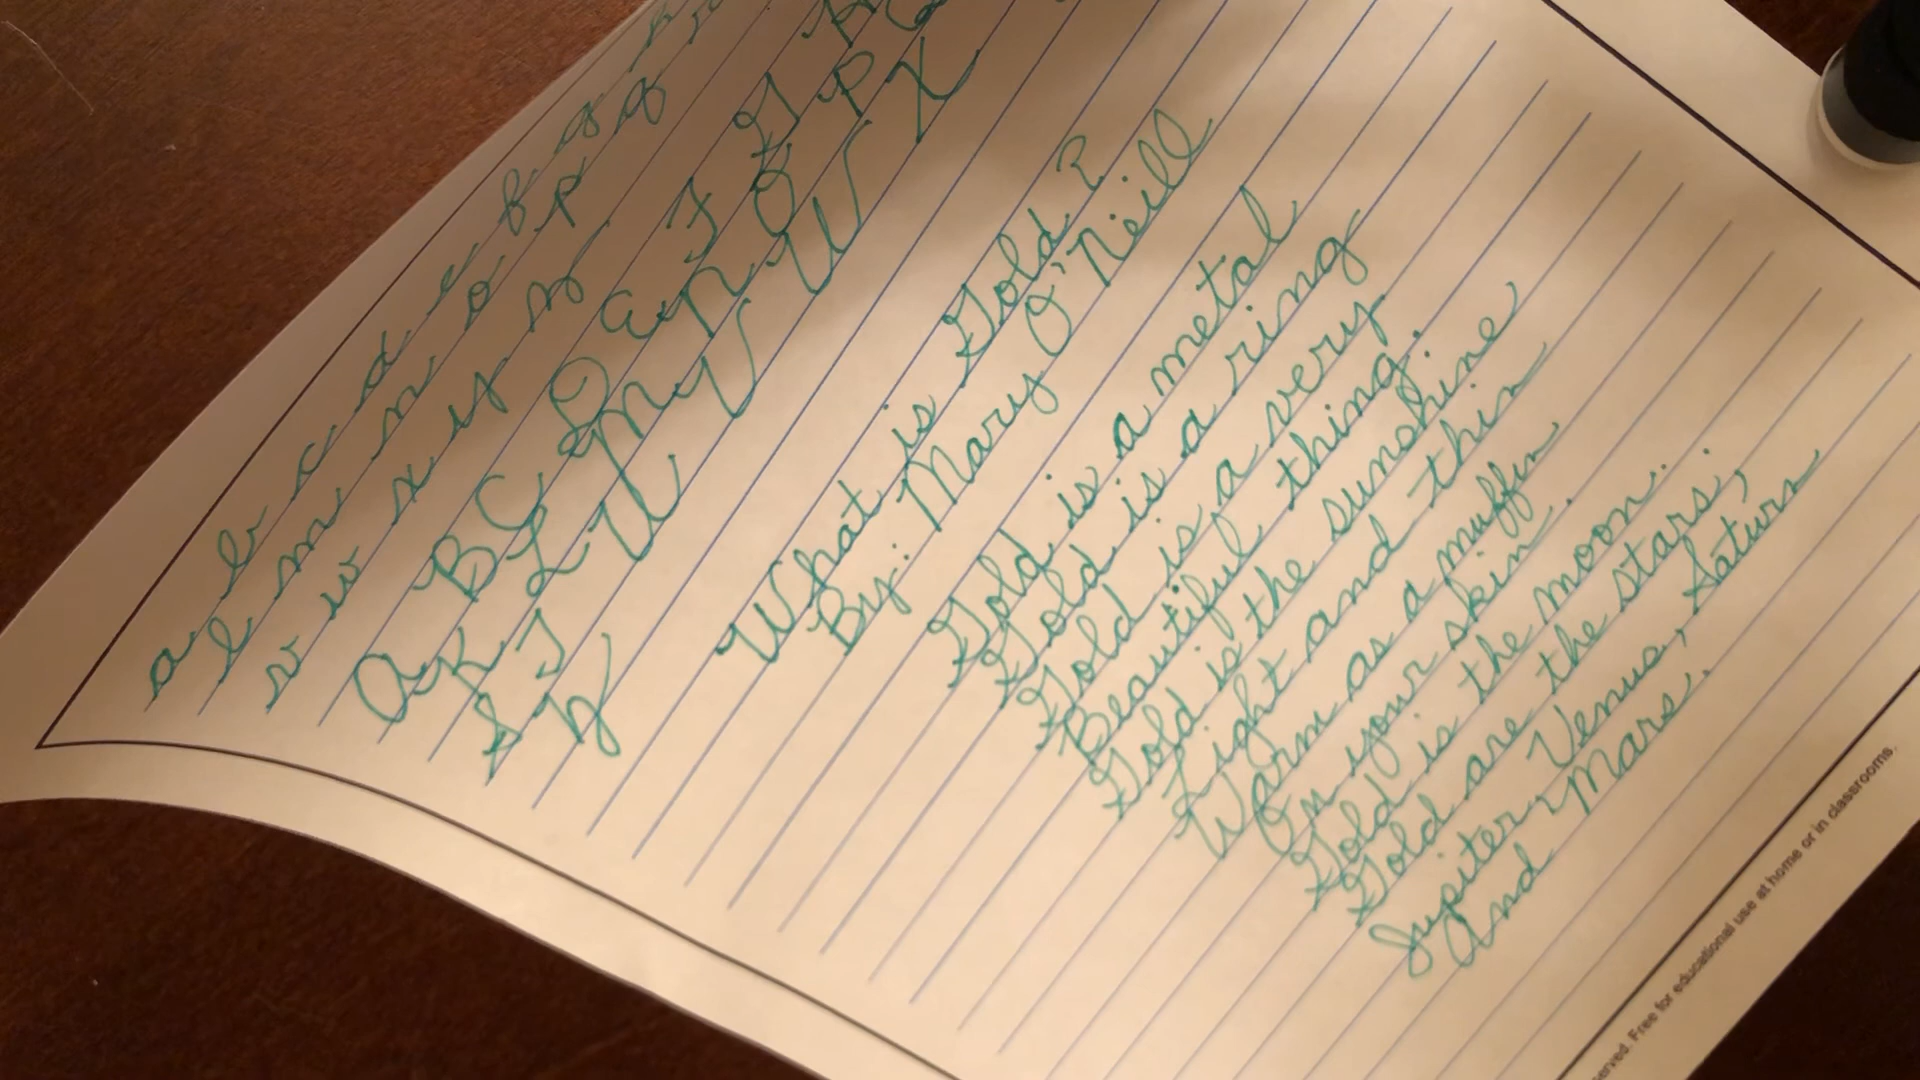 a b c d e f g h
l m n o p q
v w x y z
A B C D E F G H
K L M N O P
S T U V W X
z
What is Gold?
By: Mary O'Neill
Gold is a metal
Gold is a ring
Gold is a very
Beautiful thing.
Gold is the sunshine
Light and thin
Warm as a muffin
On your skin.
Gold is the moon.
Gold are the stars;
Jupiter, Venus, Saturn,
And Mars.
served. Free for educational use at home or in classrooms.